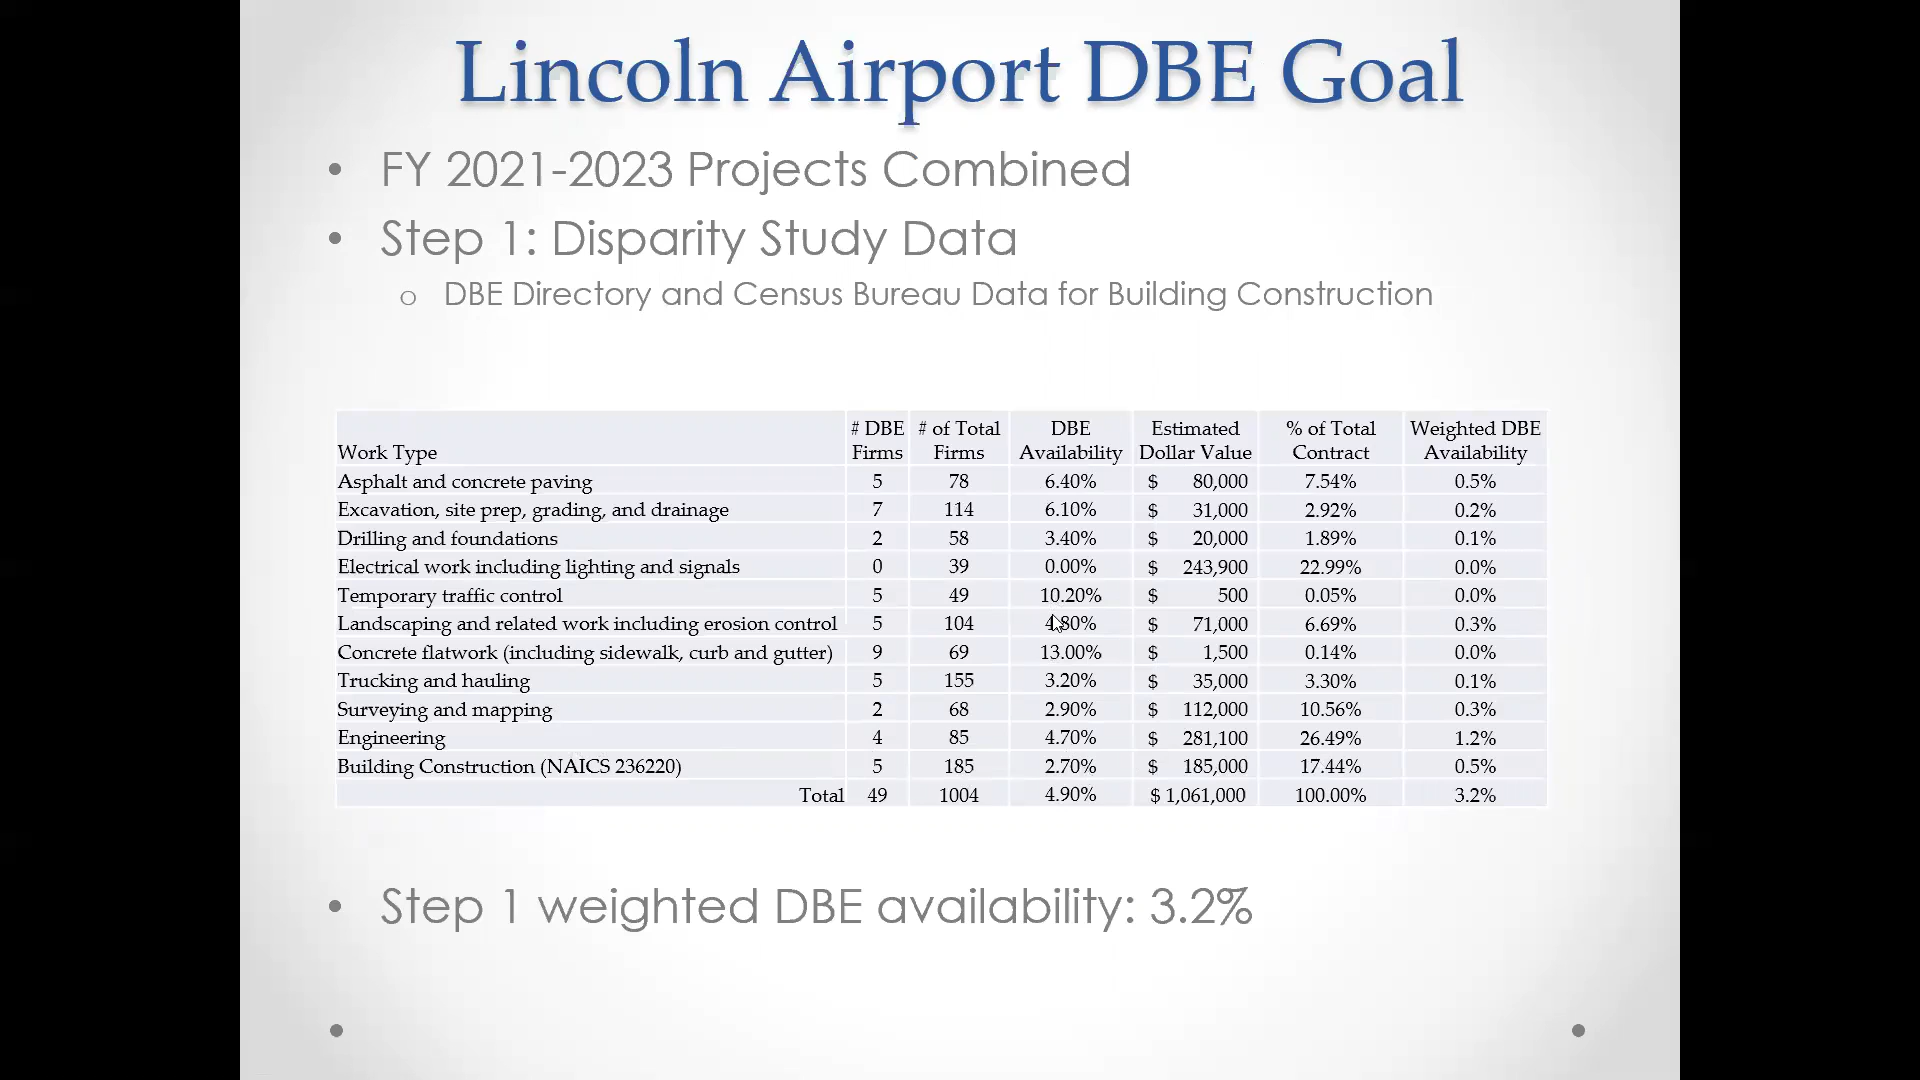 Lincoln Airport DBE Goal
• FY 2021-2023 Projects Combined
• Step 1: Disparity Study Data
o DBE Directory and Census Bureau Data for Building Construction
Work Type # DBE Firms # of Total Firms DBE Availability Estimated Dollar Value % of Total Contract Weighted DBE Availability
Asphalt and concrete paving 5 78 6.40% $ 80,000 7.54% 0.5%
Excavation, site prep, grading, and drainage 7 114 6.10% $ 31,000 2.92% 0.2%
Drilling and foundations 2 58 3.40% $ 20,000 1.89% 0.1%
Electrical work including lighting and signals 0 39 0.00% $ 243,900 22.99% 0.0%
Temporary traffic control 5 49 10.20% $ 500 0.05% 0.0%
Landscaping and related work including erosion control 5 104 4.80% $ 71,000 6.69% 0.3%
Concrete flatwork (including sidewalk, curb and gutter) 9 69 13.00% $ 1,500 0.14% 0.0%
Trucking and hauling 5 155 3.20% $ 35,000 3.30% 0.1%
Surveying and mapping 2 68 2.90% $ 112,000 10.56% 0.3%
Engineering 4 85 4.70% $ 281,100 26.49% 1.2%
Building Construction (NAICS 236220) 5 185 2.70% $ 185,000 17.44% 0.5%
Total 49 1004 4.90% $ 1,061,000 100.00% 3.2%
• Step 1 weighted DBE availability: 3.2%